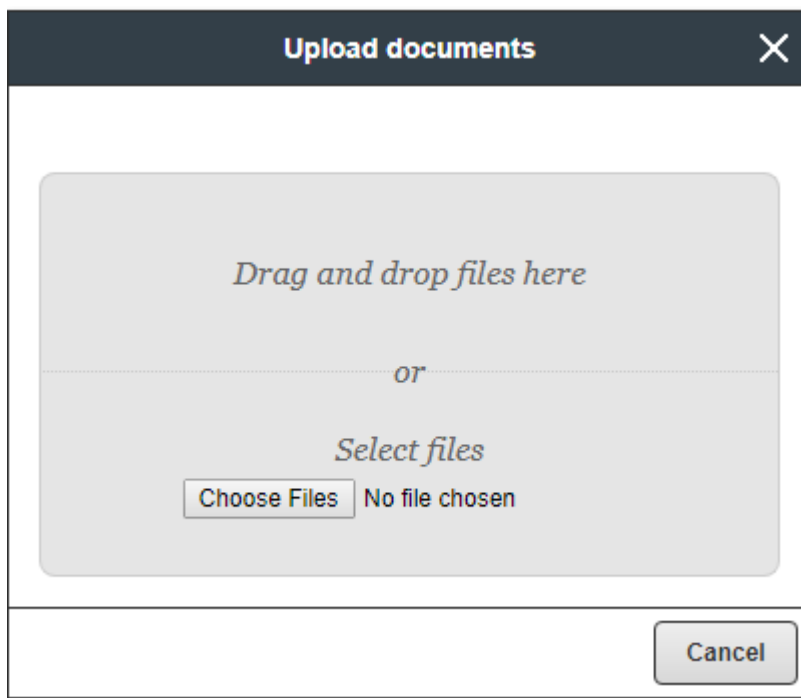 Upload documents
Drag and drop files here
or
Select files
Choose Files No file chosen
Cancel